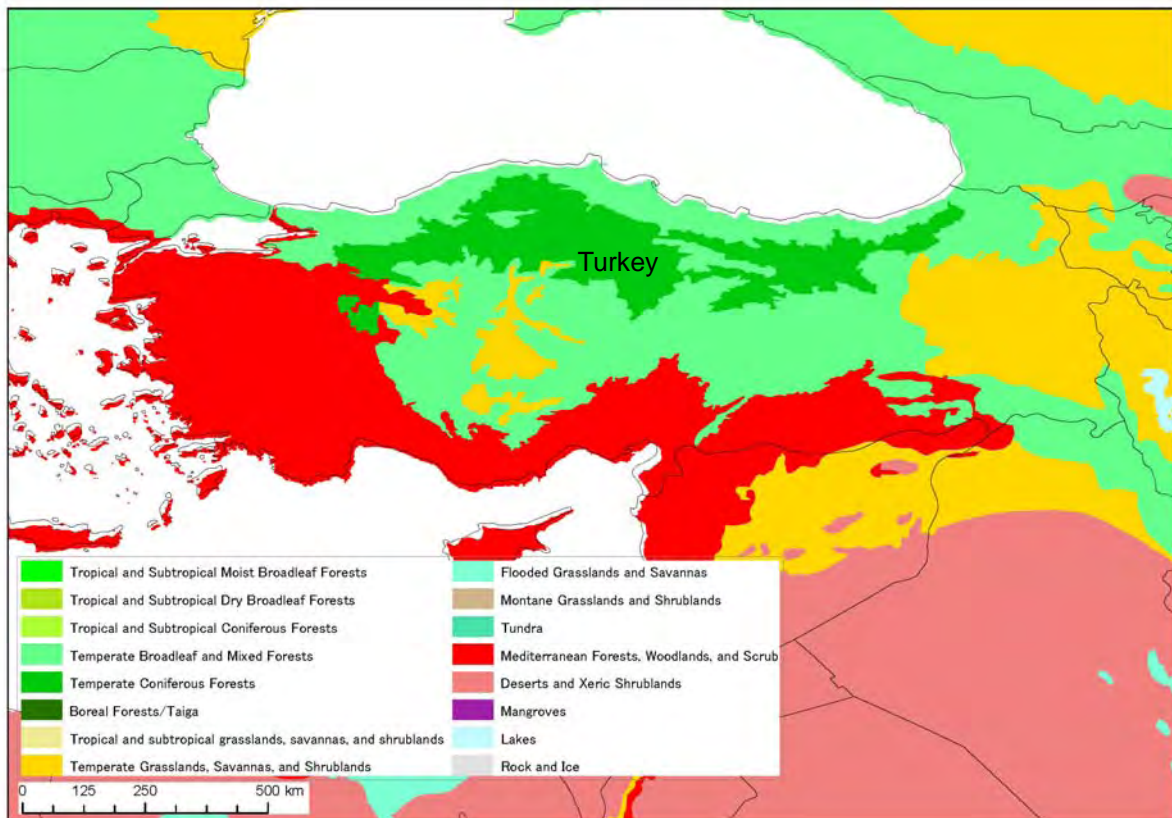 Turkey
Tropical and Subtropical Moist Broadleaf Forests
Tropical and Subtropical Dry Broadleaf Forests
Tropical and Subtropical Coniferous Forests
Temperate Broadleaf and Mixed Forests
Temperate Coniferous Forests
Boreal Forests/Taiga
Tropical and subtropical grasslands, savannas, and shrublands
Temperate Grasslands, Savannas, and Shrublands
Flooded Grasslands and Savannas
Montane Grasslands and Shrublands
Tundra
Mediterranean Forests, Woodlands, and Scrub
Deserts and Xeric Shrublands
Mangroves
Lakes
Rock and Ice
0 125 250 500 km